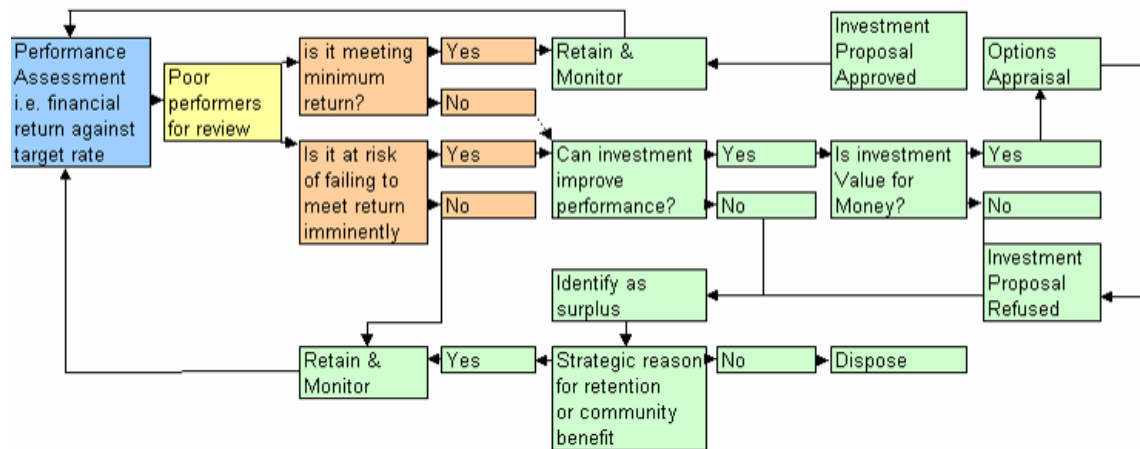 Performance
Assessment
i.e. financial
return against
target rate
Poor
performers
for review
is it meeting
minimum
return?
Yes
No
Retain &
Monitor
Investment
Proposal
Approved
Options
Appraisal
Is it at risk
of failing to
meet return
imminently
Yes
No
Can investment
improve
performance?
Yes
No
Is investment
Value for
Money?
Yes
No
Investment
Proposal
Refused
Identify as
surplus
Retain &
Monitor
Yes
Strategic reason
for retention
or community
benefit
No
Dispose